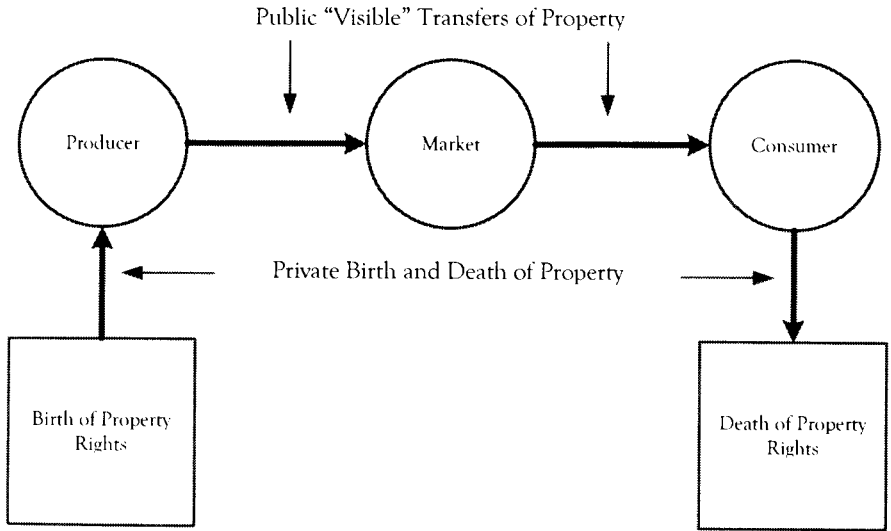 Public “Visible” Transfers of Property
Producer
Market
Consumer
Private Birth and Death of Property
Birth of Property
Rights
Death of Property
Rights